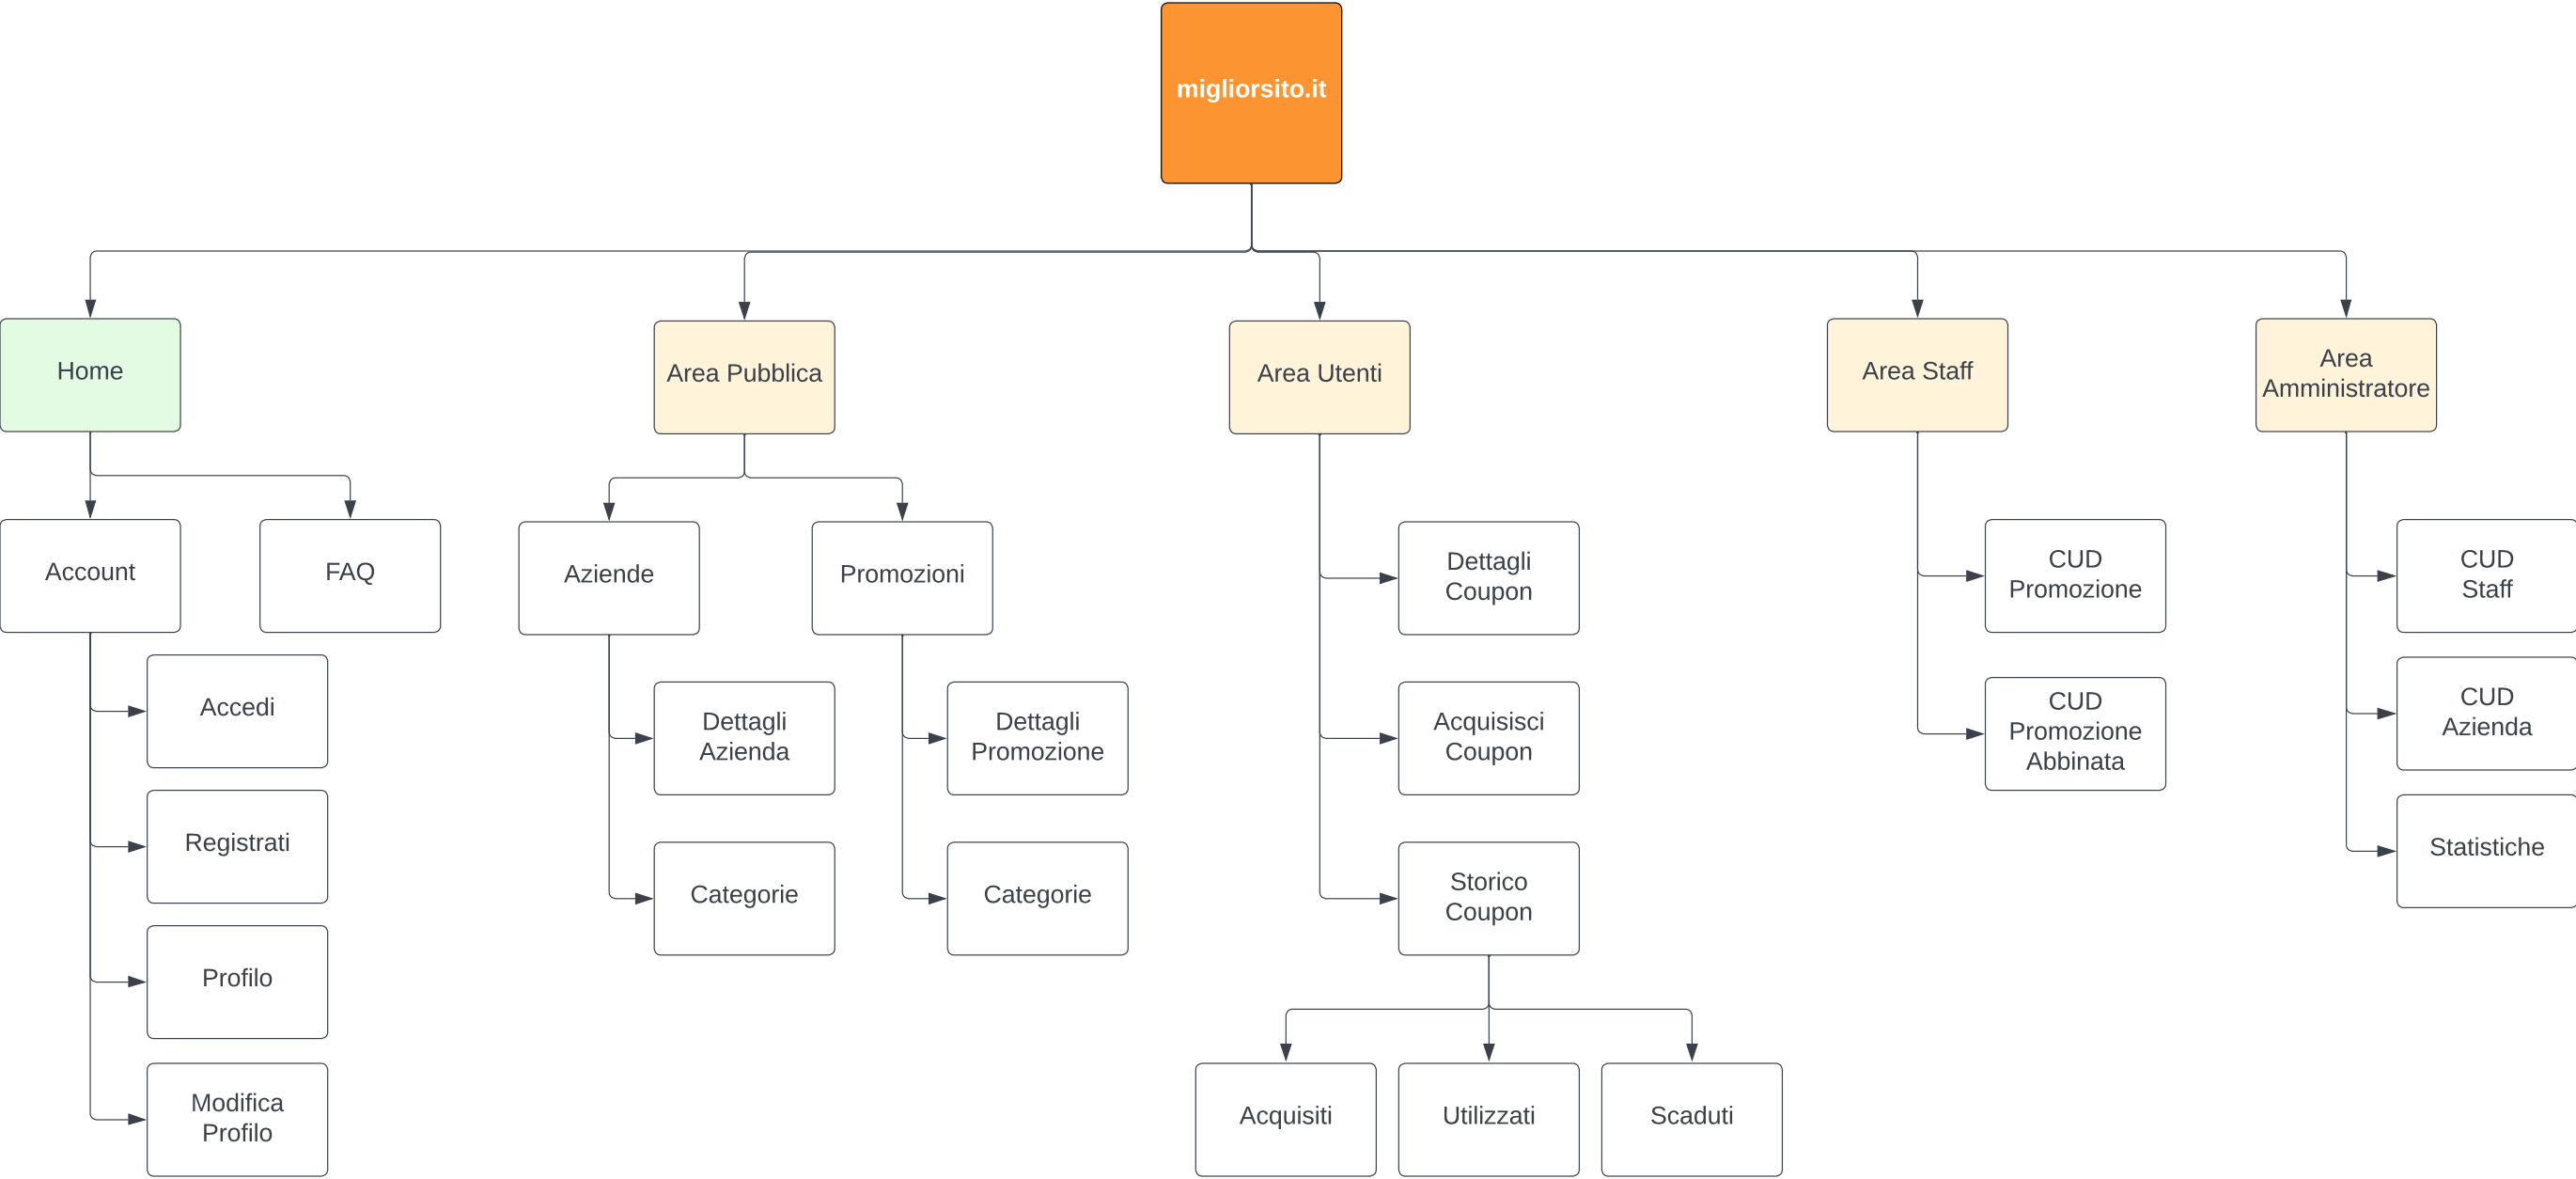 migliorsito.it
Home
Area Pubblica
Area Utenti
Area Staff
Area
Amministratore
Account
FAQ
Aziende
Promozioni
Dettagli
Coupon
CUD
Promozione
CUD
Staff
Accedi
Dettagli
Azienda
Dettagli
Promozione
Acquisisci
Coupon
CUD
Promozione
Abbinata
CUD
Azienda
Registrati
Categorie
Categorie
Storico
Coupon
Statistiche
Profilo
Modifica
Profilo
Acquisiti
Utilizzati
Scaduti